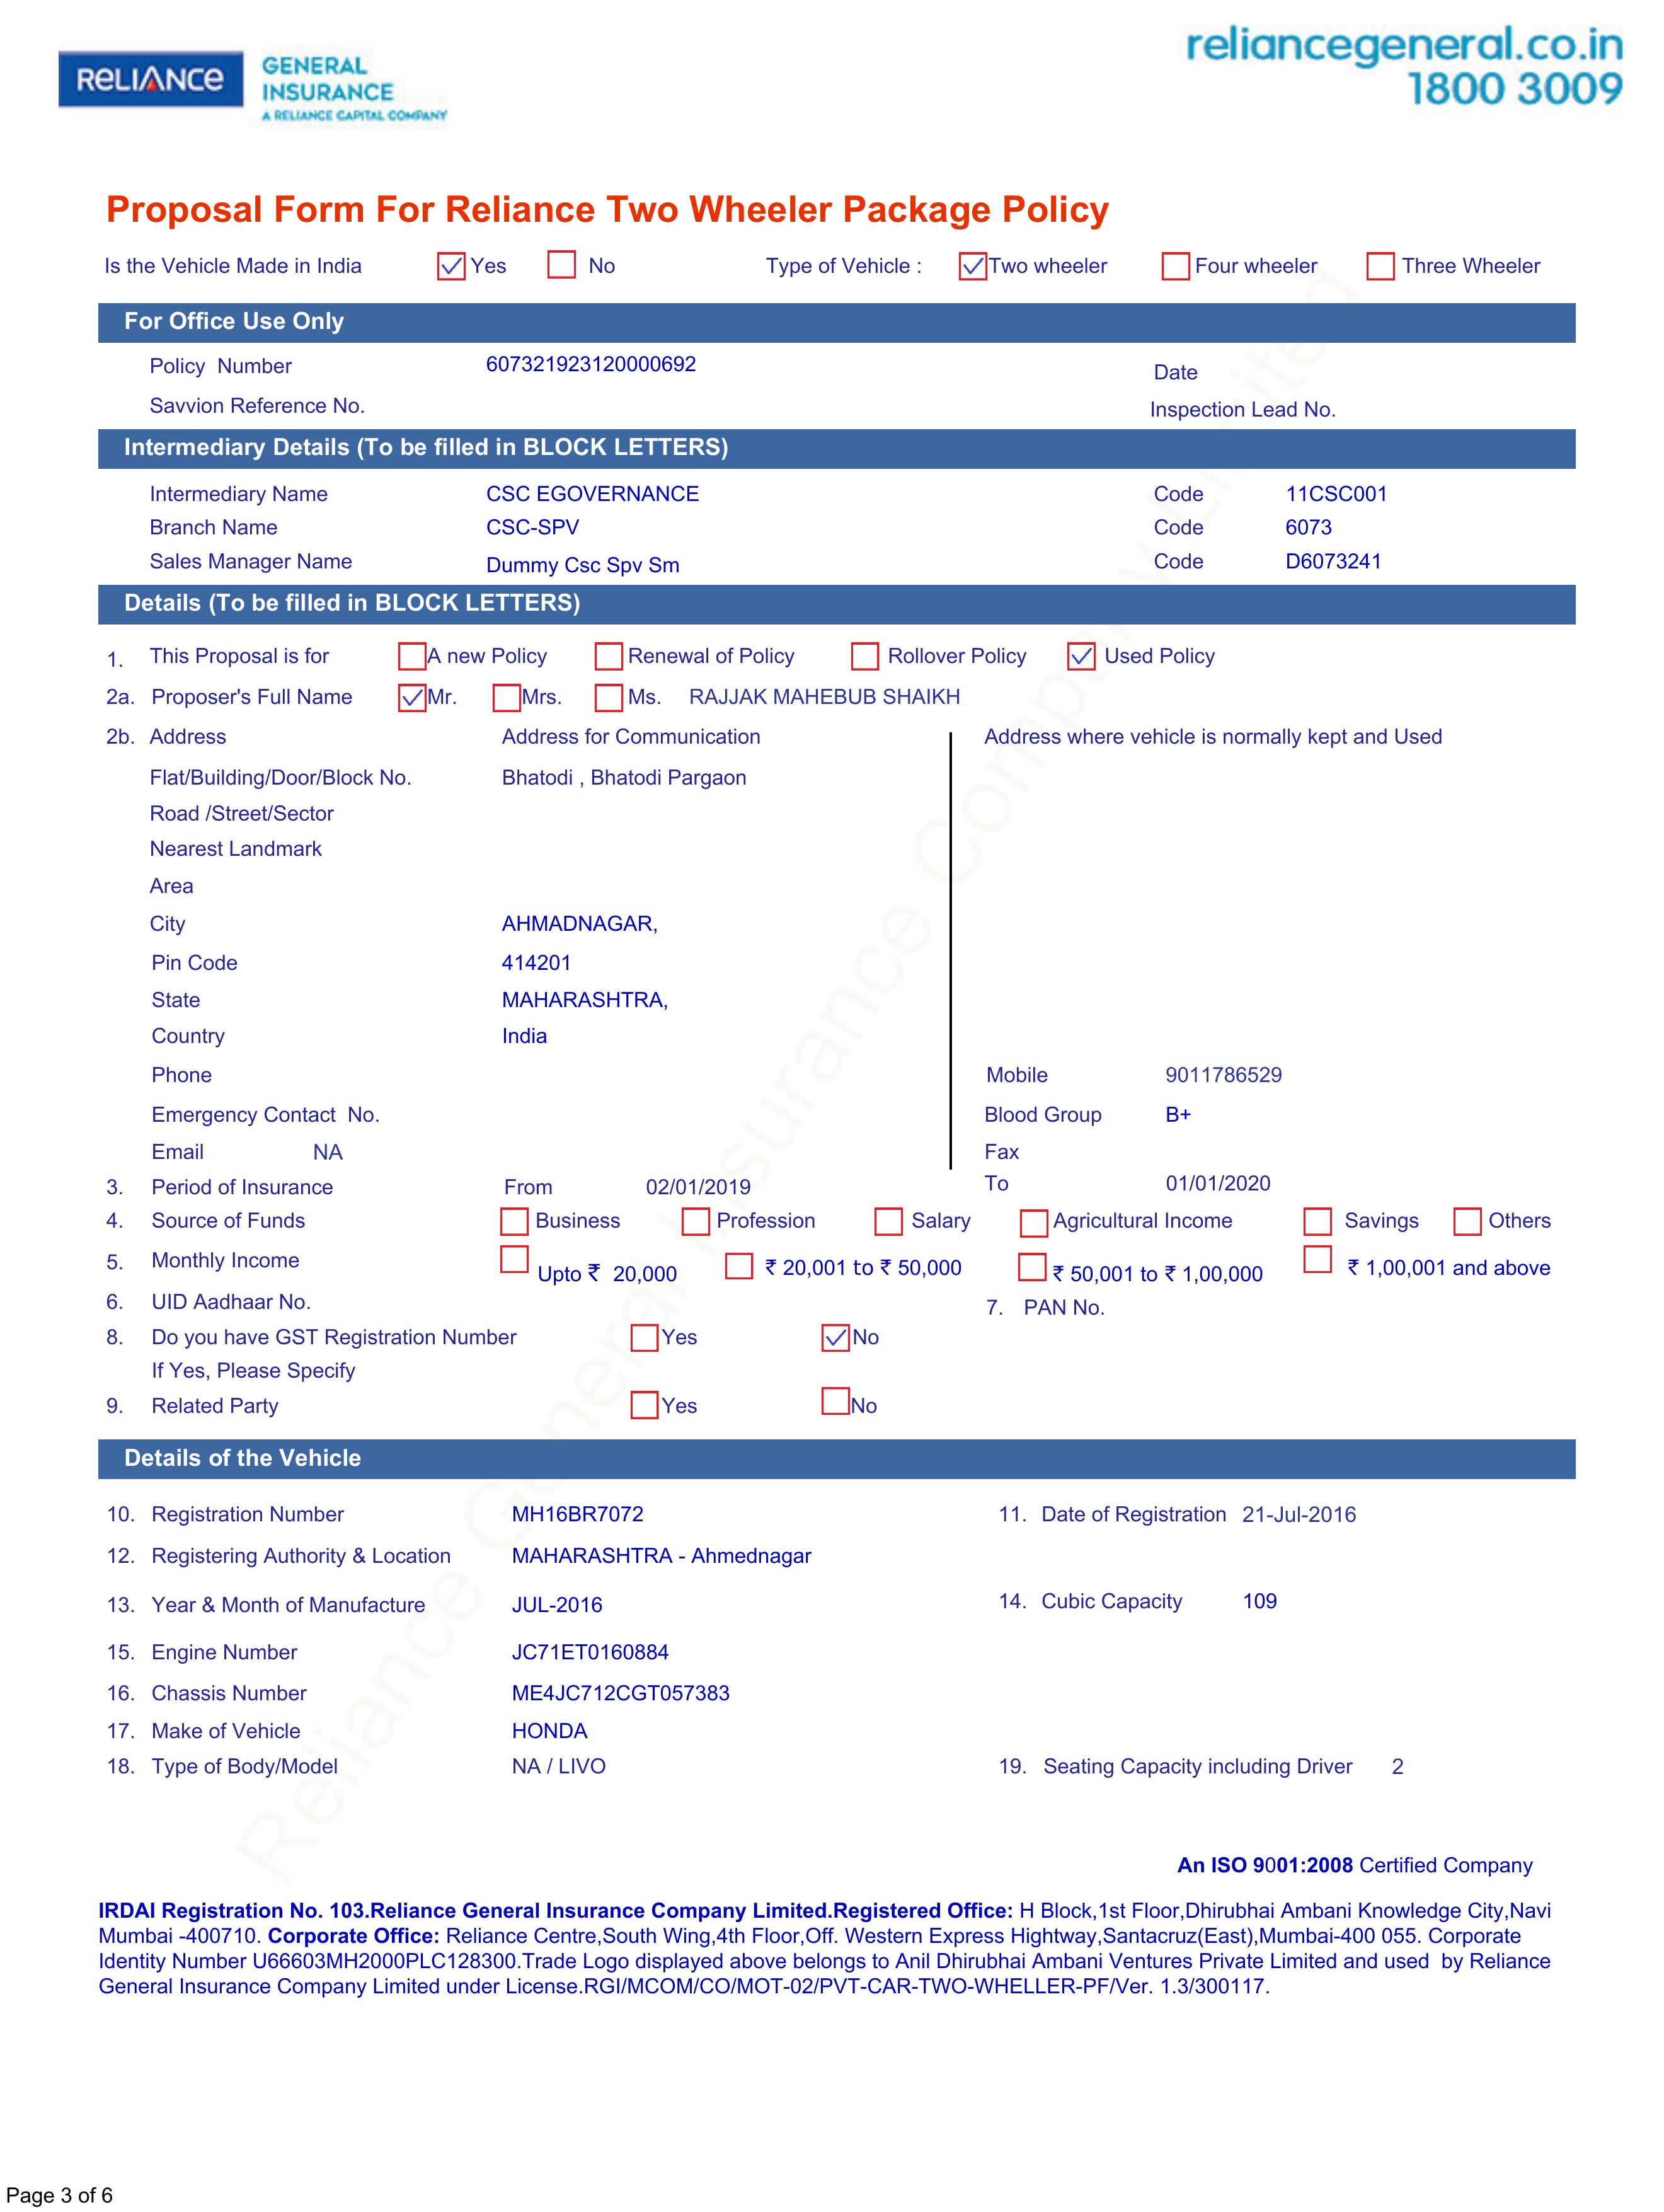 RELIANCE GENERAL INSURANCE A RELIANCE CAPITAL COMPANY
reliancegeneral.co.in
1800 3009
Proposal Form For Reliance Two Wheeler Package Policy
Is the Vehicle Made in India Yes No Type of Vehicle : Two wheeler Four wheeler Three Wheeler
For Office Use Only
Policy Number 607321923120000692 Date
Savvion Reference No. Inspection Lead No.
Intermediary Details (To be filled in BLOCK LETTERS)
Intermediary Name CSC EGOVERNANCE Code 11CSC001
Branch Name CSC-SPV Code 6073
Sales Manager Name Dummy Csc Spv Sm Code D6073241
Details (To be filled in BLOCK LETTERS)
1. This Proposal is for A new Policy Renewal of Policy Rollover Policy Used Policy
2a. Proposer's Full Name Mr. Mrs. Ms. RAJJAK MAHEBUB SHAIKH
2b. Address Address for Communication Address where vehicle is normally kept and Used
Flat/Building/Door/Block No. Bhatodi , Bhatodi Pargaon
Road /Street/Sector
Nearest Landmark
Area
City AHMADNAGAR,
Pin Code 414201
State MAHARASHTRA,
Country India
Phone Mobile 9011786529
Emergency Contact No. Blood Group B+
Email NA Fax
3. Period of Insurance From 02/01/2019 To 01/01/2020
4. Source of Funds Business Profession Salary Agricultural Income Savings Others
5. Monthly Income Upto ₹ 20,000 ₹ 20,001 to ₹ 50,000 ₹ 50,001 to ₹ 1,00,000 ₹ 1,00,001 and above
6. UID Aadhaar No. 7. PAN No.
8. Do you have GST Registration Number Yes No
If Yes, Please Specify
9. Related Party Yes No
Details of the Vehicle
10. Registration Number MH16BR7072 11. Date of Registration 21-Jul-2016
12. Registering Authority & Location MAHARASHTRA - Ahmednagar
13. Year & Month of Manufacture JUL-2016 14. Cubic Capacity 109
15. Engine Number JC71ET0160884
16. Chassis Number ME4JC712CGT057383
17. Make of Vehicle HONDA
18. Type of Body/Model NA / LIVO 19. Seating Capacity including Driver 2
Reliance General Insurance Company Limited
An ISO 9001:2008 Certified Company
IRDAI Registration No. 103.Reliance General Insurance Company Limited.Registered Office: H Block,1st Floor,Dhirubhai Ambani Knowledge City,Navi
Mumbai -400710. Corporate Office: Reliance Centre,South Wing,4th Floor,Off. Western Express Hightway,Santacruz(East),Mumbai-400 055. Corporate
Identity Number U66603MH2000PLC128300.Trade Logo displayed above belongs to Anil Dhirubhai Ambani Ventures Private Limited and used by Reliance
General Insurance Company Limited under License.RGI/MCOM/CO/MOT-02/PVT-CAR-TWO-WHELLER-PF/Ver. 1.3/300117.
Page 3 of 6